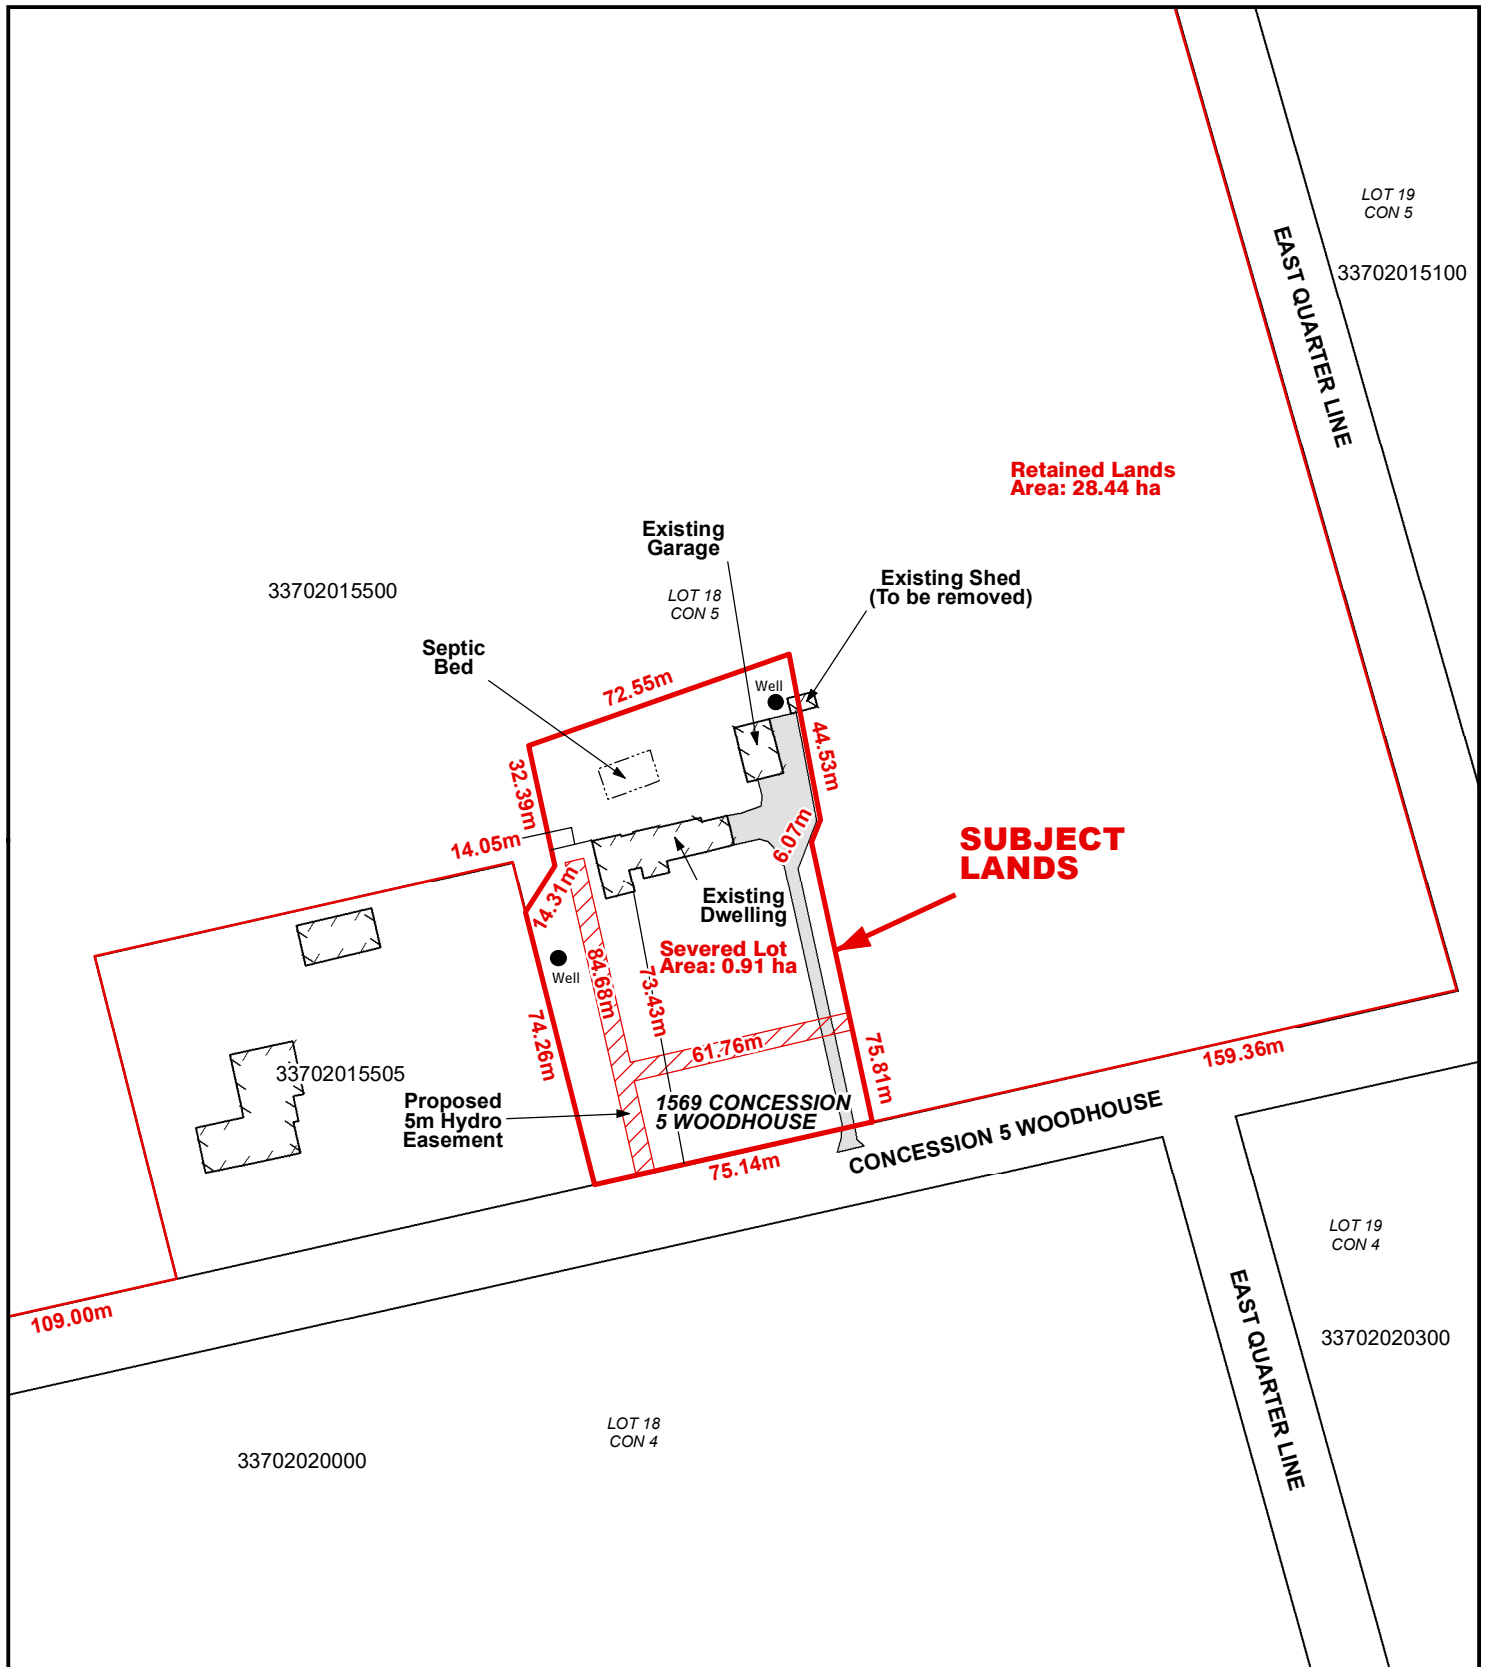 LOT 19
CON 5
33702015100
EAST QUARTER LINE
Retained Lands
Area: 28.44 ha
Existing
Garage
Existing Shed
(To be removed)
33702015500
LOT 18
CON 5
Septic
Bed
72.55m
Well
44.53m
32.39m
14.05m
6.07m
SUBJECT
LANDS
14.31m
Existing
Dwelling
Severed Lot
Area: 0.91 ha
84.68m
73.43m
Well
74.26m
61.76m
75.81m
159.36m
33702015505
Proposed
5m Hydro
Easement
1569 CONCESSION
5 WOODHOUSE
CONCESSION 5 WOODHOUSE
75.14m
109.00m
LOT 19
CON 4
EAST QUARTER LINE
33702020300
LOT 18
CON 4
33702020000